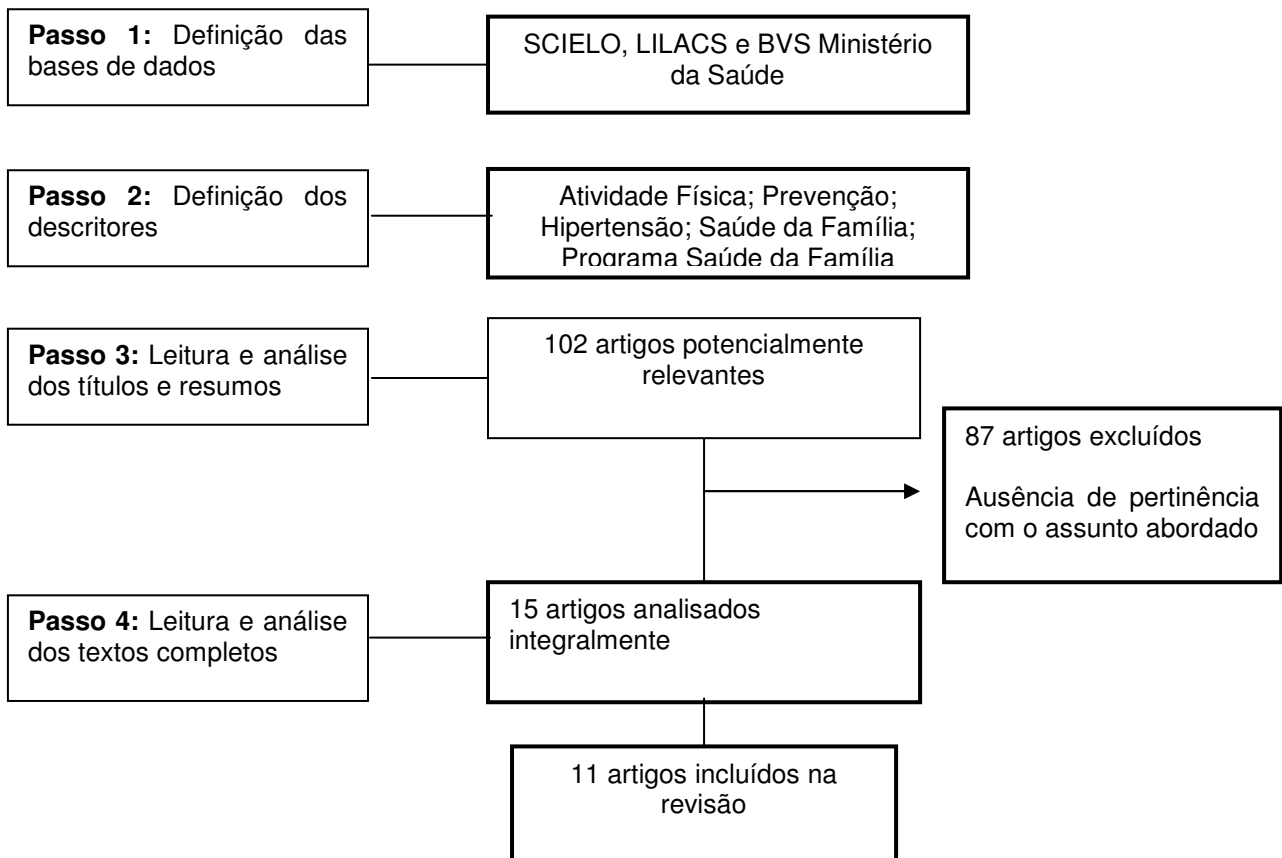 Passo 1: Definição das
bases de dados
SCIELO, LILACS e BVS Ministério
da Saúde
Passo 2: Definição dos
descritores
Atividade Física; Prevenção;
Hipertensão; Saúde da Família;
Programa Saúde da Família
Passo 3: Leitura e análise
dos títulos e resumos
102 artigos potencialmente
relevantes
87 artigos excluídos
Ausência de pertinência
com o assunto abordado
Passo 4: Leitura e análise
dos textos completos
15 artigos analisados
integralmente
11 artigos incluídos na
revisão